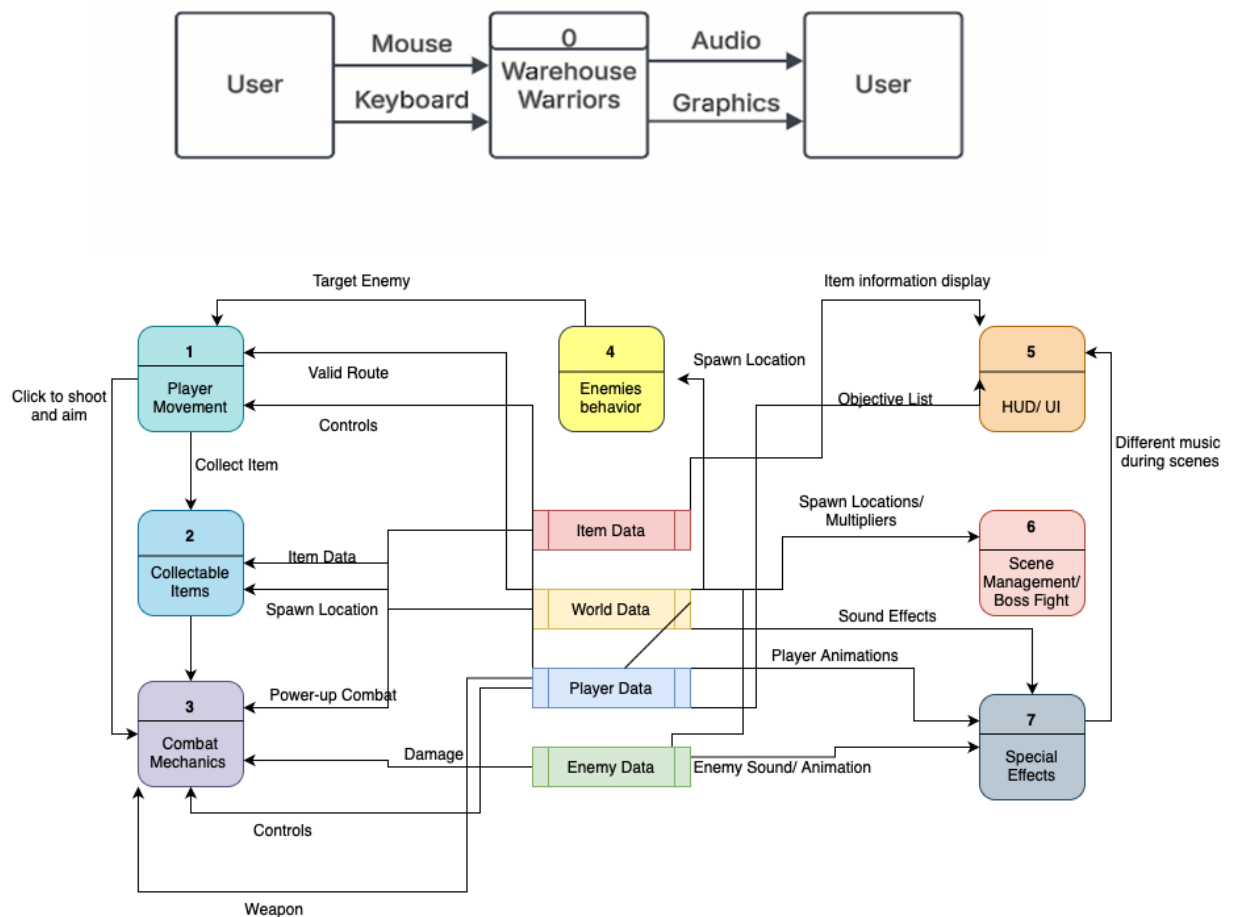 User
Mouse
Keyboard
0
Warehouse
Warriors
Audio
Graphics
User
Target Enemy
Item information display
1
Player
Movement
Valid Route
Controls
4
Enemies
behavior
Spawn Location
5
HUD/ UI
Objective List
Click to shoot
and aim
Different music
during scenes
Collect Item
2
Collectable
Items
Item Data
Spawn Location
Item Data
World Data
Player Data
Enemy Data
Spawn Locations/
Multipliers
6
Scene
Management/
Boss Fight
Sound Effects
Player Animations
Power-up Combat
3
Combat
Mechanics
Damage
Enemy Sound/ Animation
7
Special
Effects
Controls
Weapon